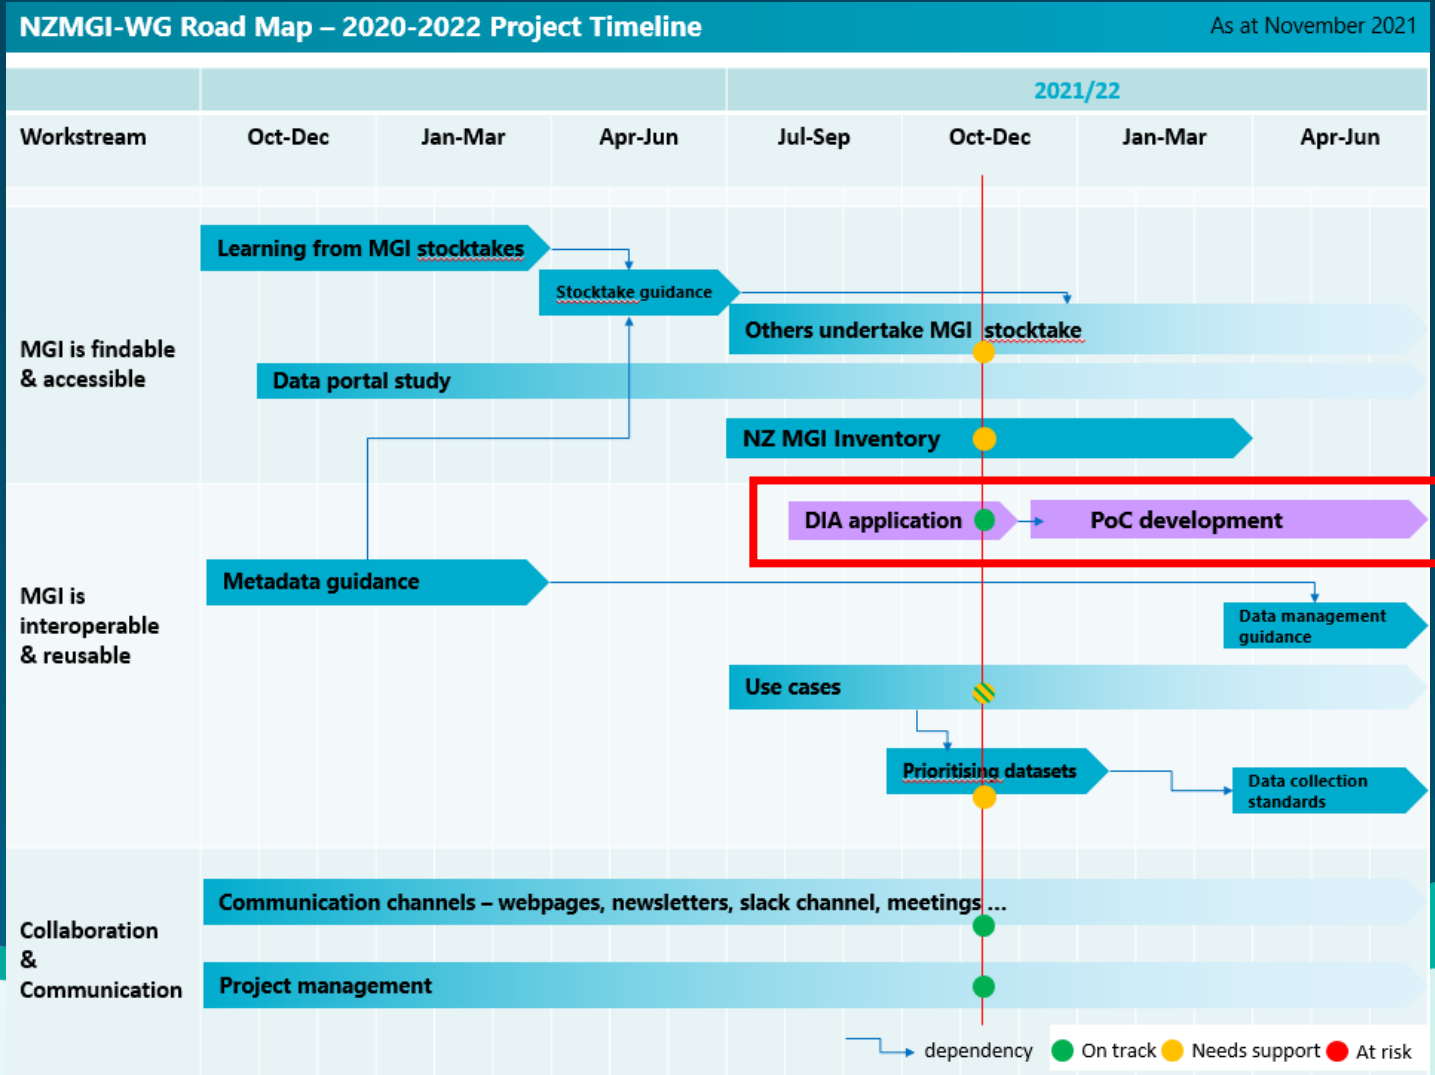 NZMGI-WG Road Map – 2020-2022 Project Timeline
As at November 2021
2021/22
Workstream
Oct-Dec
Jan-Mar
Apr-Jun
Jul-Sep
Oct-Dec
Jan-Mar
Apr-Jun
MGI is findable
& accessible
Learning from MGI stocktakes
Stocktake guidance
Others undertake MGI stocktake
Data portal study
NZ MGI Inventory
MGI is
interoperable
& reusable
DIA application
PoC development
Metadata guidance
Data management
guidance
Use cases
Prioritising datasets
Data collection
standards
Collaboration
&
Communication
Communication channels – webpages, newsletters, slack channel, meetings ...
Project management
dependency
On track
Needs support
At risk